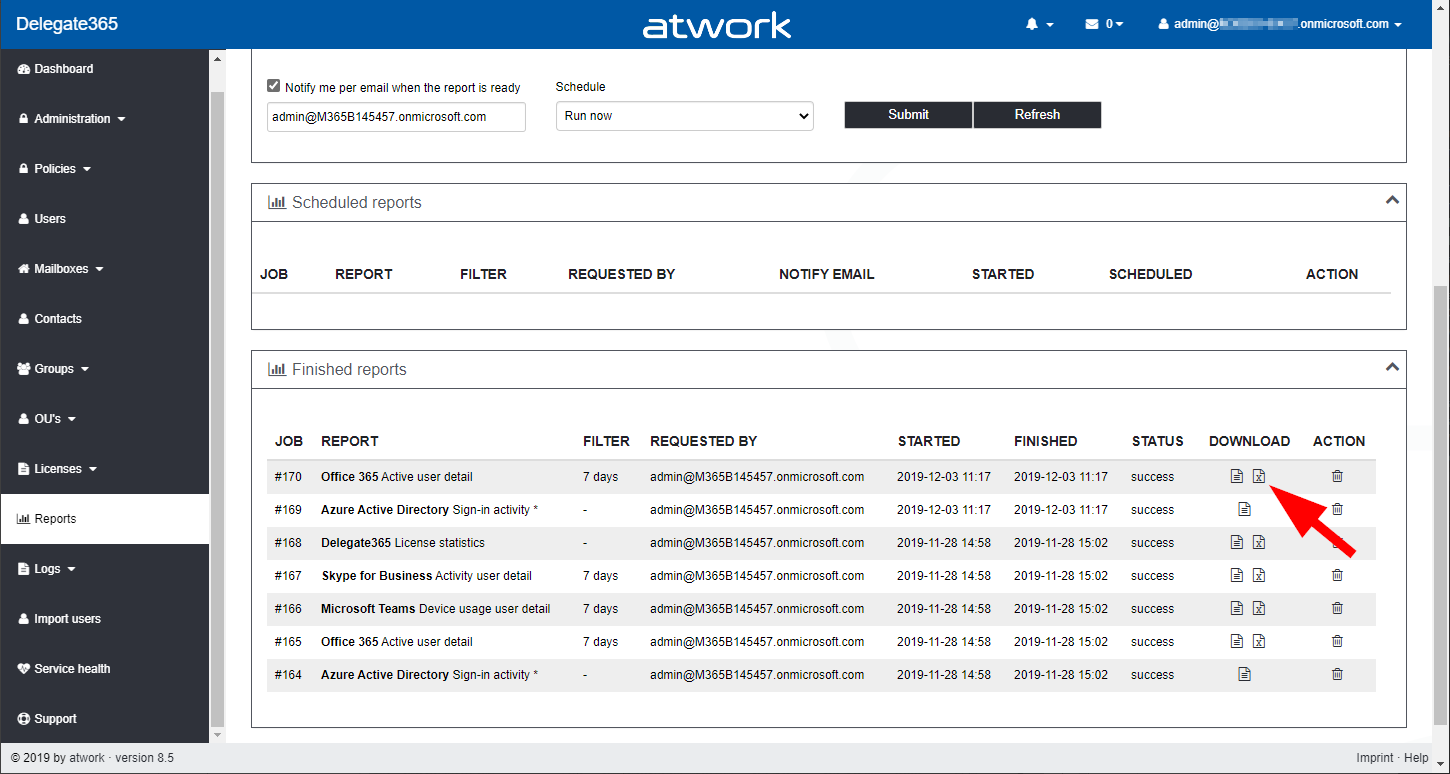 Delegate365 atwork 0 admin@ .onmicrosoft.com
Dashboard
Administration
Policies
Users
Mailboxes
Contacts
Groups
OU's
Licenses
Reports
Logs
Import users
Service health
Support
Notify me per email when the report is ready Schedule
admin@M365B145457.onmicrosoft.com Run now Submit Refresh
Scheduled reports
JOB REPORT FILTER REQUESTED BY NOTIFY EMAIL STARTED SCHEDULED ACTION
Finished reports
JOB REPORT FILTER REQUESTED BY STARTED FINISHED STATUS DOWNLOAD ACTION
#170 Office 365 Active user detail 7 days admin@M365B145457.onmicrosoft.com 2019-12-03 11:17 2019-12-03 11:17 success
#169 Azure Active Directory Sign-in activity * - admin@M365B145457.onmicrosoft.com 2019-12-03 11:17 2019-12-03 11:17 success
#168 Delegate365 License statistics - admin@M365B145457.onmicrosoft.com 2019-11-28 14:58 2019-11-28 15:02 success
#167 Skype for Business Activity user detail 7 days admin@M365B145457.onmicrosoft.com 2019-11-28 14:58 2019-11-28 15:02 success
#166 Microsoft Teams Device usage user detail 7 days admin@M365B145457.onmicrosoft.com 2019-11-28 14:58 2019-11-28 15:02 success
#165 Office 365 Active user detail 7 days admin@M365B145457.onmicrosoft.com 2019-11-28 14:58 2019-11-28 15:02 success
#164 Azure Active Directory Sign-in activity * - admin@M365B145457.onmicrosoft.com 2019-11-28 14:58 2019-11-28 15:02 success
© 2019 by atwork · version 8.5 Imprint · Help